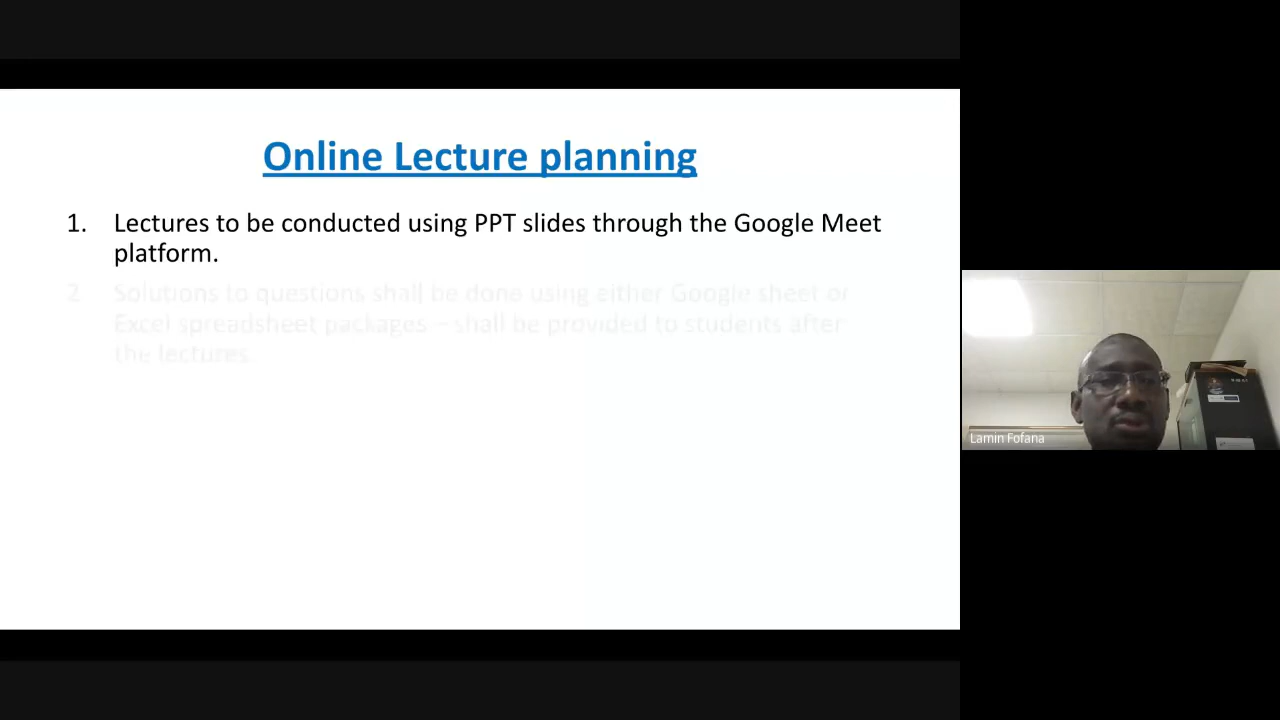 Online Lecture planning
1. Lectures to be conducted using PPT slides through the Google Meet
platform.
2 Solutions to questions shall be done using either Google sheet or
Excel spreadsheet packages – shall be provided to students after
the lectures.
Lamin Fofana